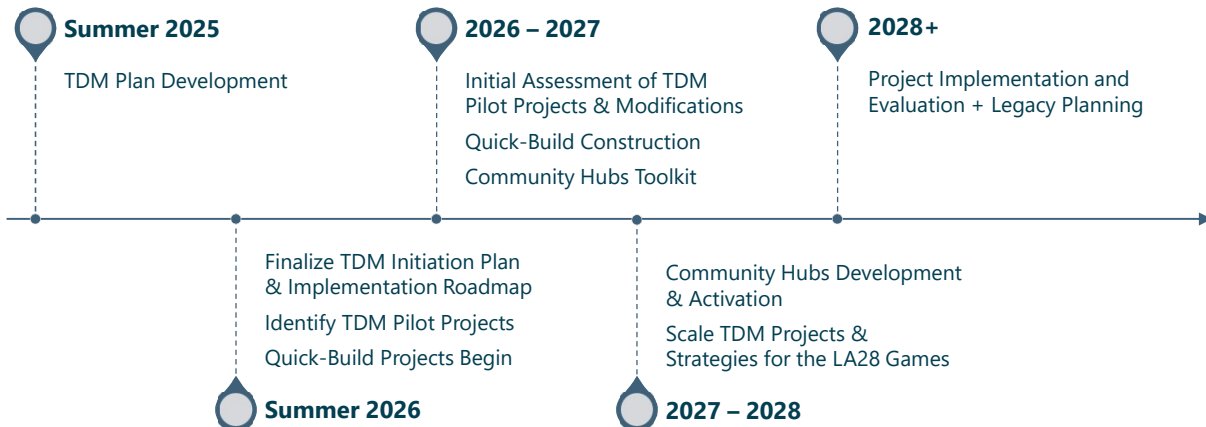 Summer 2025
TDM Plan Development
2026 – 2027
Initial Assessment of TDM
Pilot Projects & Modifications
Quick-Build Construction
Community Hubs Toolkit
2028+
Project Implementation and
Evaluation + Legacy Planning
Finalize TDM Initiation Plan
& Implementation Roadmap
Identify TDM Pilot Projects
Quick-Build Projects Begin
Summer 2026
Community Hubs Development
& Activation
Scale TDM Projects &
Strategies for the LA28 Games
2027 – 2028